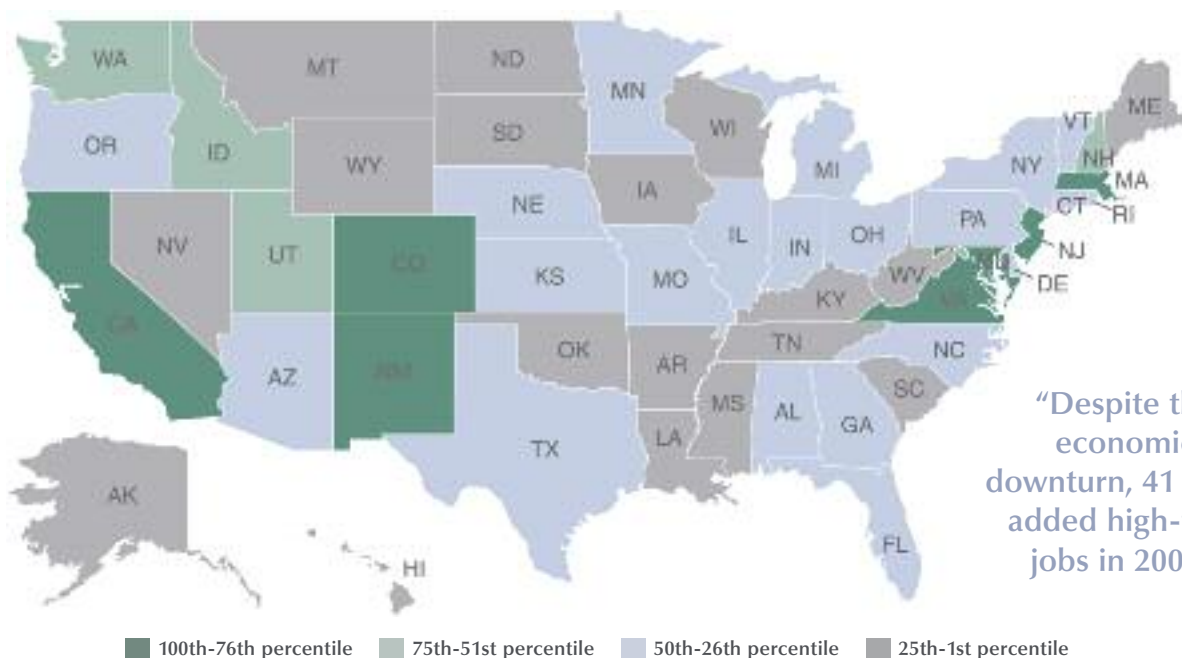 WA
MT
ND
MN
VT
ME
OR
ID
SD
WI
NY
NH
WY
MI
MA
IA
NE
PA
CT
RI
NV
IL
IN
OH
NJ
UT
CO
KS
MO
WV
MD
DE
CA
KY
VA
OK
TN
NC
AZ
NM
AR
SC
MS
AL
GA
"Despite th
economi
TX
LA
downturn, 41
AK
added high-
FL
jobs in 200
HI
100th-76th percentile 75th-51st percentile 50th-26th percentile 25th-1st percentile